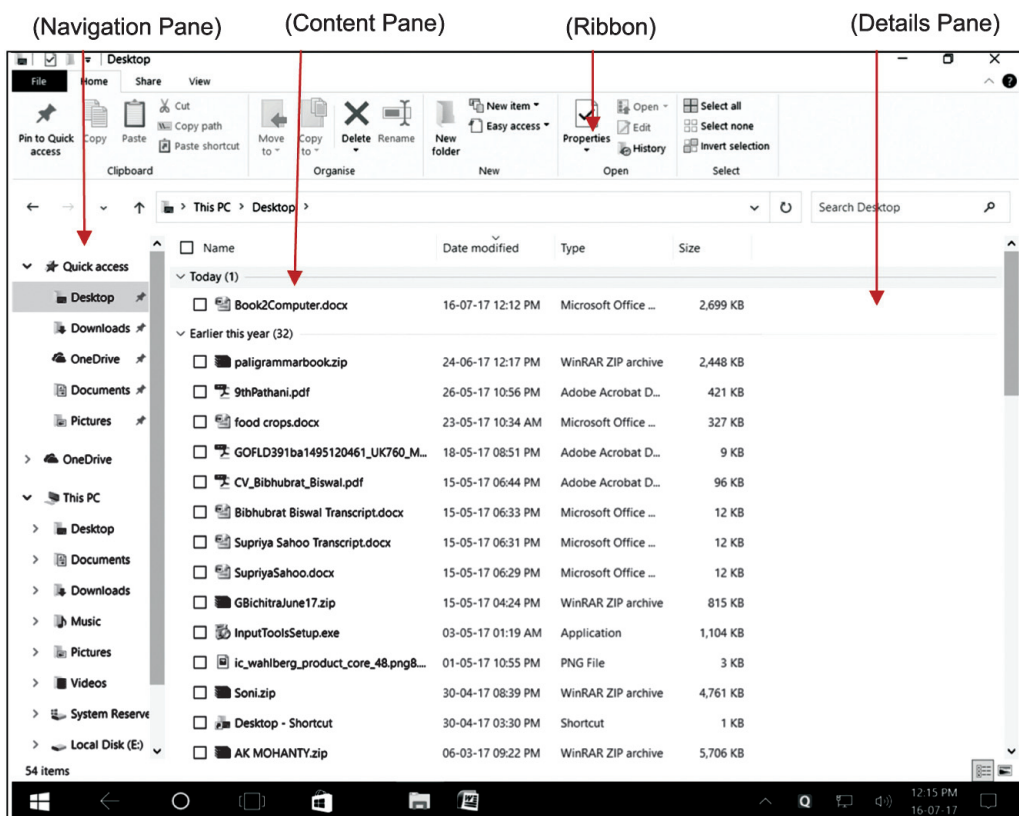 (Navigation Pane) (Content Pane) (Ribbon) (Details Pane)
Desktop
File Home Share View
Pin to Quick access
Copy
Paste
Cut
Copy path
Paste shortcut
Clipboard
Move to
Copy to
Delete
Rename
Organise
New folder
New item
Easy access
New
Properties
Open
Edit
History
Open
Select all
Select none
Invert selection
Select
This PC > Desktop >
Search Desktop
Quick access
Desktop
Downloads
OneDrive
Documents
Pictures
OneDrive
This PC
Desktop
Documents
Downloads
Music
Pictures
Videos
System Reserve
Local Disk (E:)
Name Date modified Type Size
Today (1)
Book2Computer.docx 16-07-17 12:12 PM Microsoft Office ... 2,699 KB
Earlier this year (32)
paligrammarbook.zip 24-06-17 12:17 PM WinRAR ZIP archive 2,448 KB
9thPathani.pdf 26-05-17 10:56 PM Adobe Acrobat D... 421 KB
food crops.docx 23-05-17 10:34 AM Microsoft Office ... 327 KB
GOFLD391ba1495120461_UK760_M... 18-05-17 08:51 PM Adobe Acrobat D... 9 KB
CV_Bibhubrat_Biswal.pdf 15-05-17 06:44 PM Adobe Acrobat D... 96 KB
Bibhubrat Biswal Transcript.docx 15-05-17 06:33 PM Microsoft Office ... 12 KB
Supriya Sahoo Transcript.docx 15-05-17 06:31 PM Microsoft Office ... 12 KB
SupriyaSahoo.docx 15-05-17 06:29 PM Microsoft Office ... 12 KB
GBichitraJune17.zip 15-05-17 04:24 PM WinRAR ZIP archive 815 KB
InputToolsSetup.exe 03-05-17 01:19 AM Application 1,104 KB
ic_wahlberg_product_core_48.png8.... 01-05-17 10:55 PM PNG File 3 KB
Soni.zip 30-04-17 08:39 PM WinRAR ZIP archive 4,761 KB
Desktop - Shortcut 30-04-17 03:30 PM Shortcut 1 KB
AK MOHANTY.zip 06-03-17 09:22 PM WinRAR ZIP archive 5,706 KB
54 items
12:15 PM
16-07-17